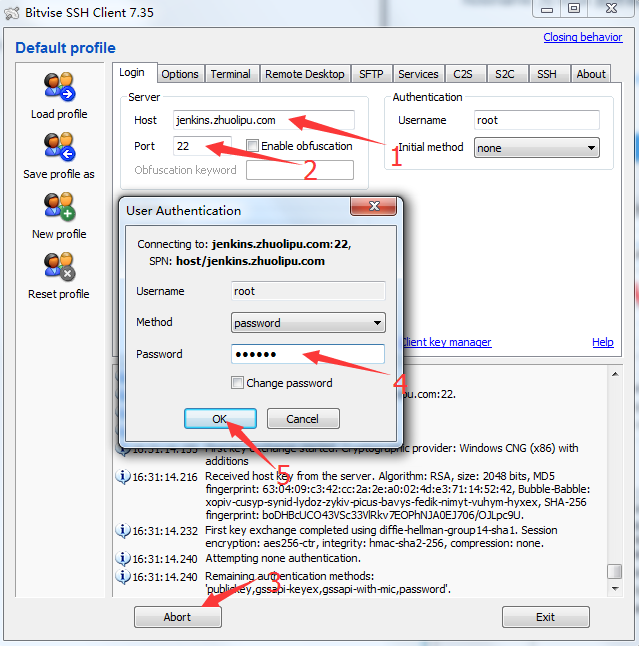 Bitvise SSH Client 7.35
Default profile
Closing behavior
Load profile
Save profile as
New profile
Reset profile
Login Options Terminal Remote Desktop SFTP Services C2S S2C SSH About
Server
Host jenkins.zhuolipu.com
Port 22 Enable obfuscation
Obfuscation keyword
Authentication
Username root
Initial method none
1
2
User Authentication
Connecting to: jenkins.zhuolipu.com:22,
SPN: host/jenkins.zhuolipu.com
Username root
Method password
Password ••••••
4
Change password
OK Cancel
5
Client key manager Help
pu.com:22.
16:31:14.153 First key exchange started. Cryptographic provider: Windows CNG (x86) with
additions
16:31:14.216 Received host key from the server. Algorithm: RSA, size: 2048 bits, MD5
fingerprint: 63:04:09:c3:42:cc:2a:2e:a0:02:4d:e3:71:14:52:42, Bubble-Babble:
xopiv-cusyp-synid-lydoz-zykiv-picus-bavys-fedik-nimyt-vuhym-hyxex, SHA-256
fingerprint: boDHBcUCO43VSc33VlRkv7EOPhNJA0EJ706/OJLpc9U.
16:31:14.232 First key exchange completed using diffie-hellman-group14-sha1. Session
encryption: aes256-ctr, integrity: hmac-sha2-256, compression: none.
16:31:14.240 Attempting none authentication.
16:31:14.240 Remaining authentication methods:
'publickey,gssapi-keyex,gssapi-with-mic,password'.
3
Abort Exit